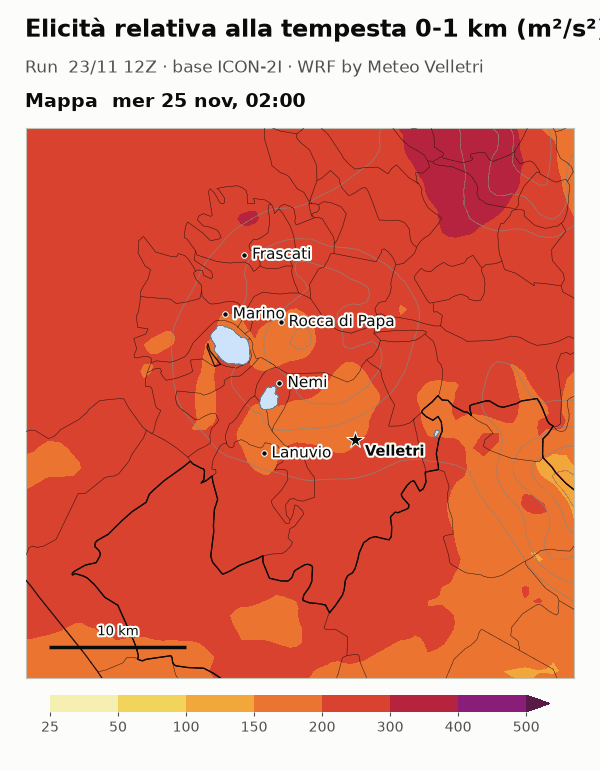 Elicità relativa alla tempesta 0-1 km (m²/s²)
Run  23/11 12Z · base ICON-2I · WRF by Meteo Velletri
Mappa  mer 25 nov, 02:00
Frascati
Marino
Rocca di Papa
Nemi
Velletri
Lanuvio
10 km
25 50 100 150 200 300 400 500